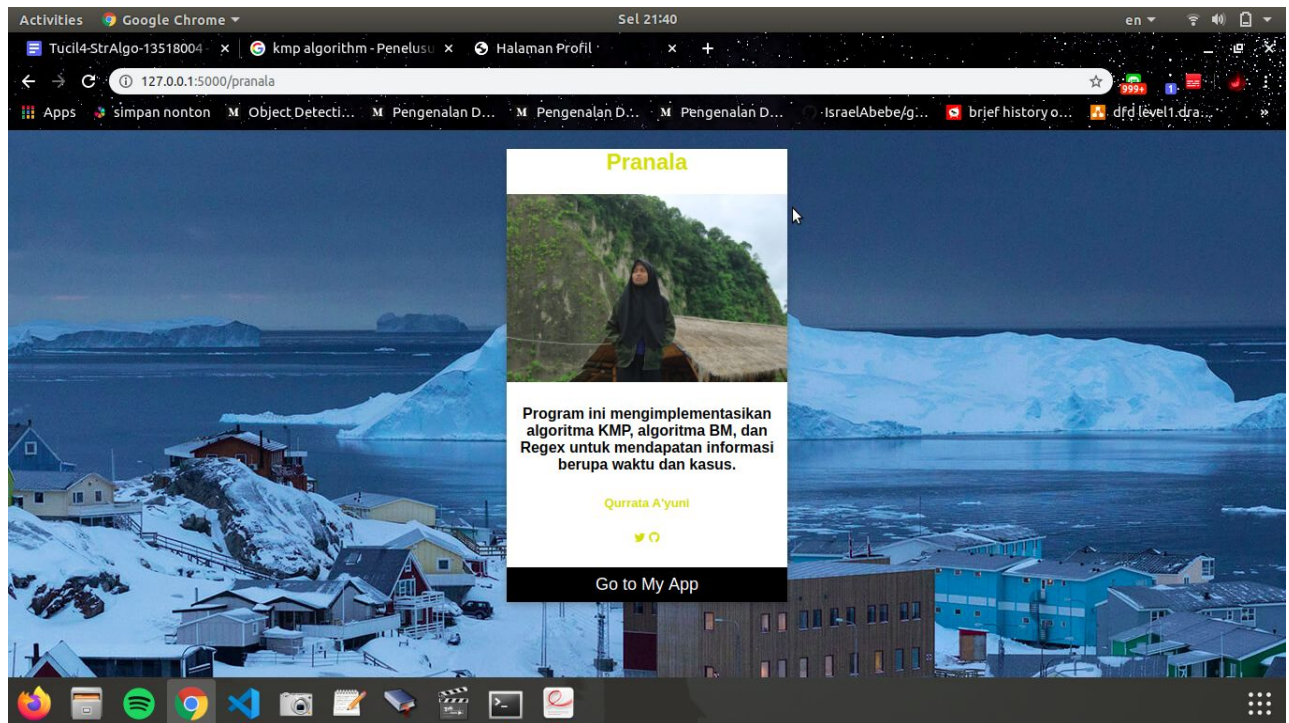 Activities
Google Chrome
Sel 21:40
en
Tucil4-StrAlgo-13518004 -
kmp algorithm - Penelusu
Halaman Profil
127.0.0.1:5000/pranala
999+
1
Apps
simpan nonton
Object Detecti...
Pengenalan D...
Pengenalan D...
Pengenalan D...
IsraelAbebe/g...
brief history o...
dfd level1.dra...
Pranala
Program ini mengimplementasikan
algoritma KMP, algoritma BM, dan
Regex untuk mendapatan informasi
berupa waktu dan kasus.
Qurrata A'yuni
Go to My App